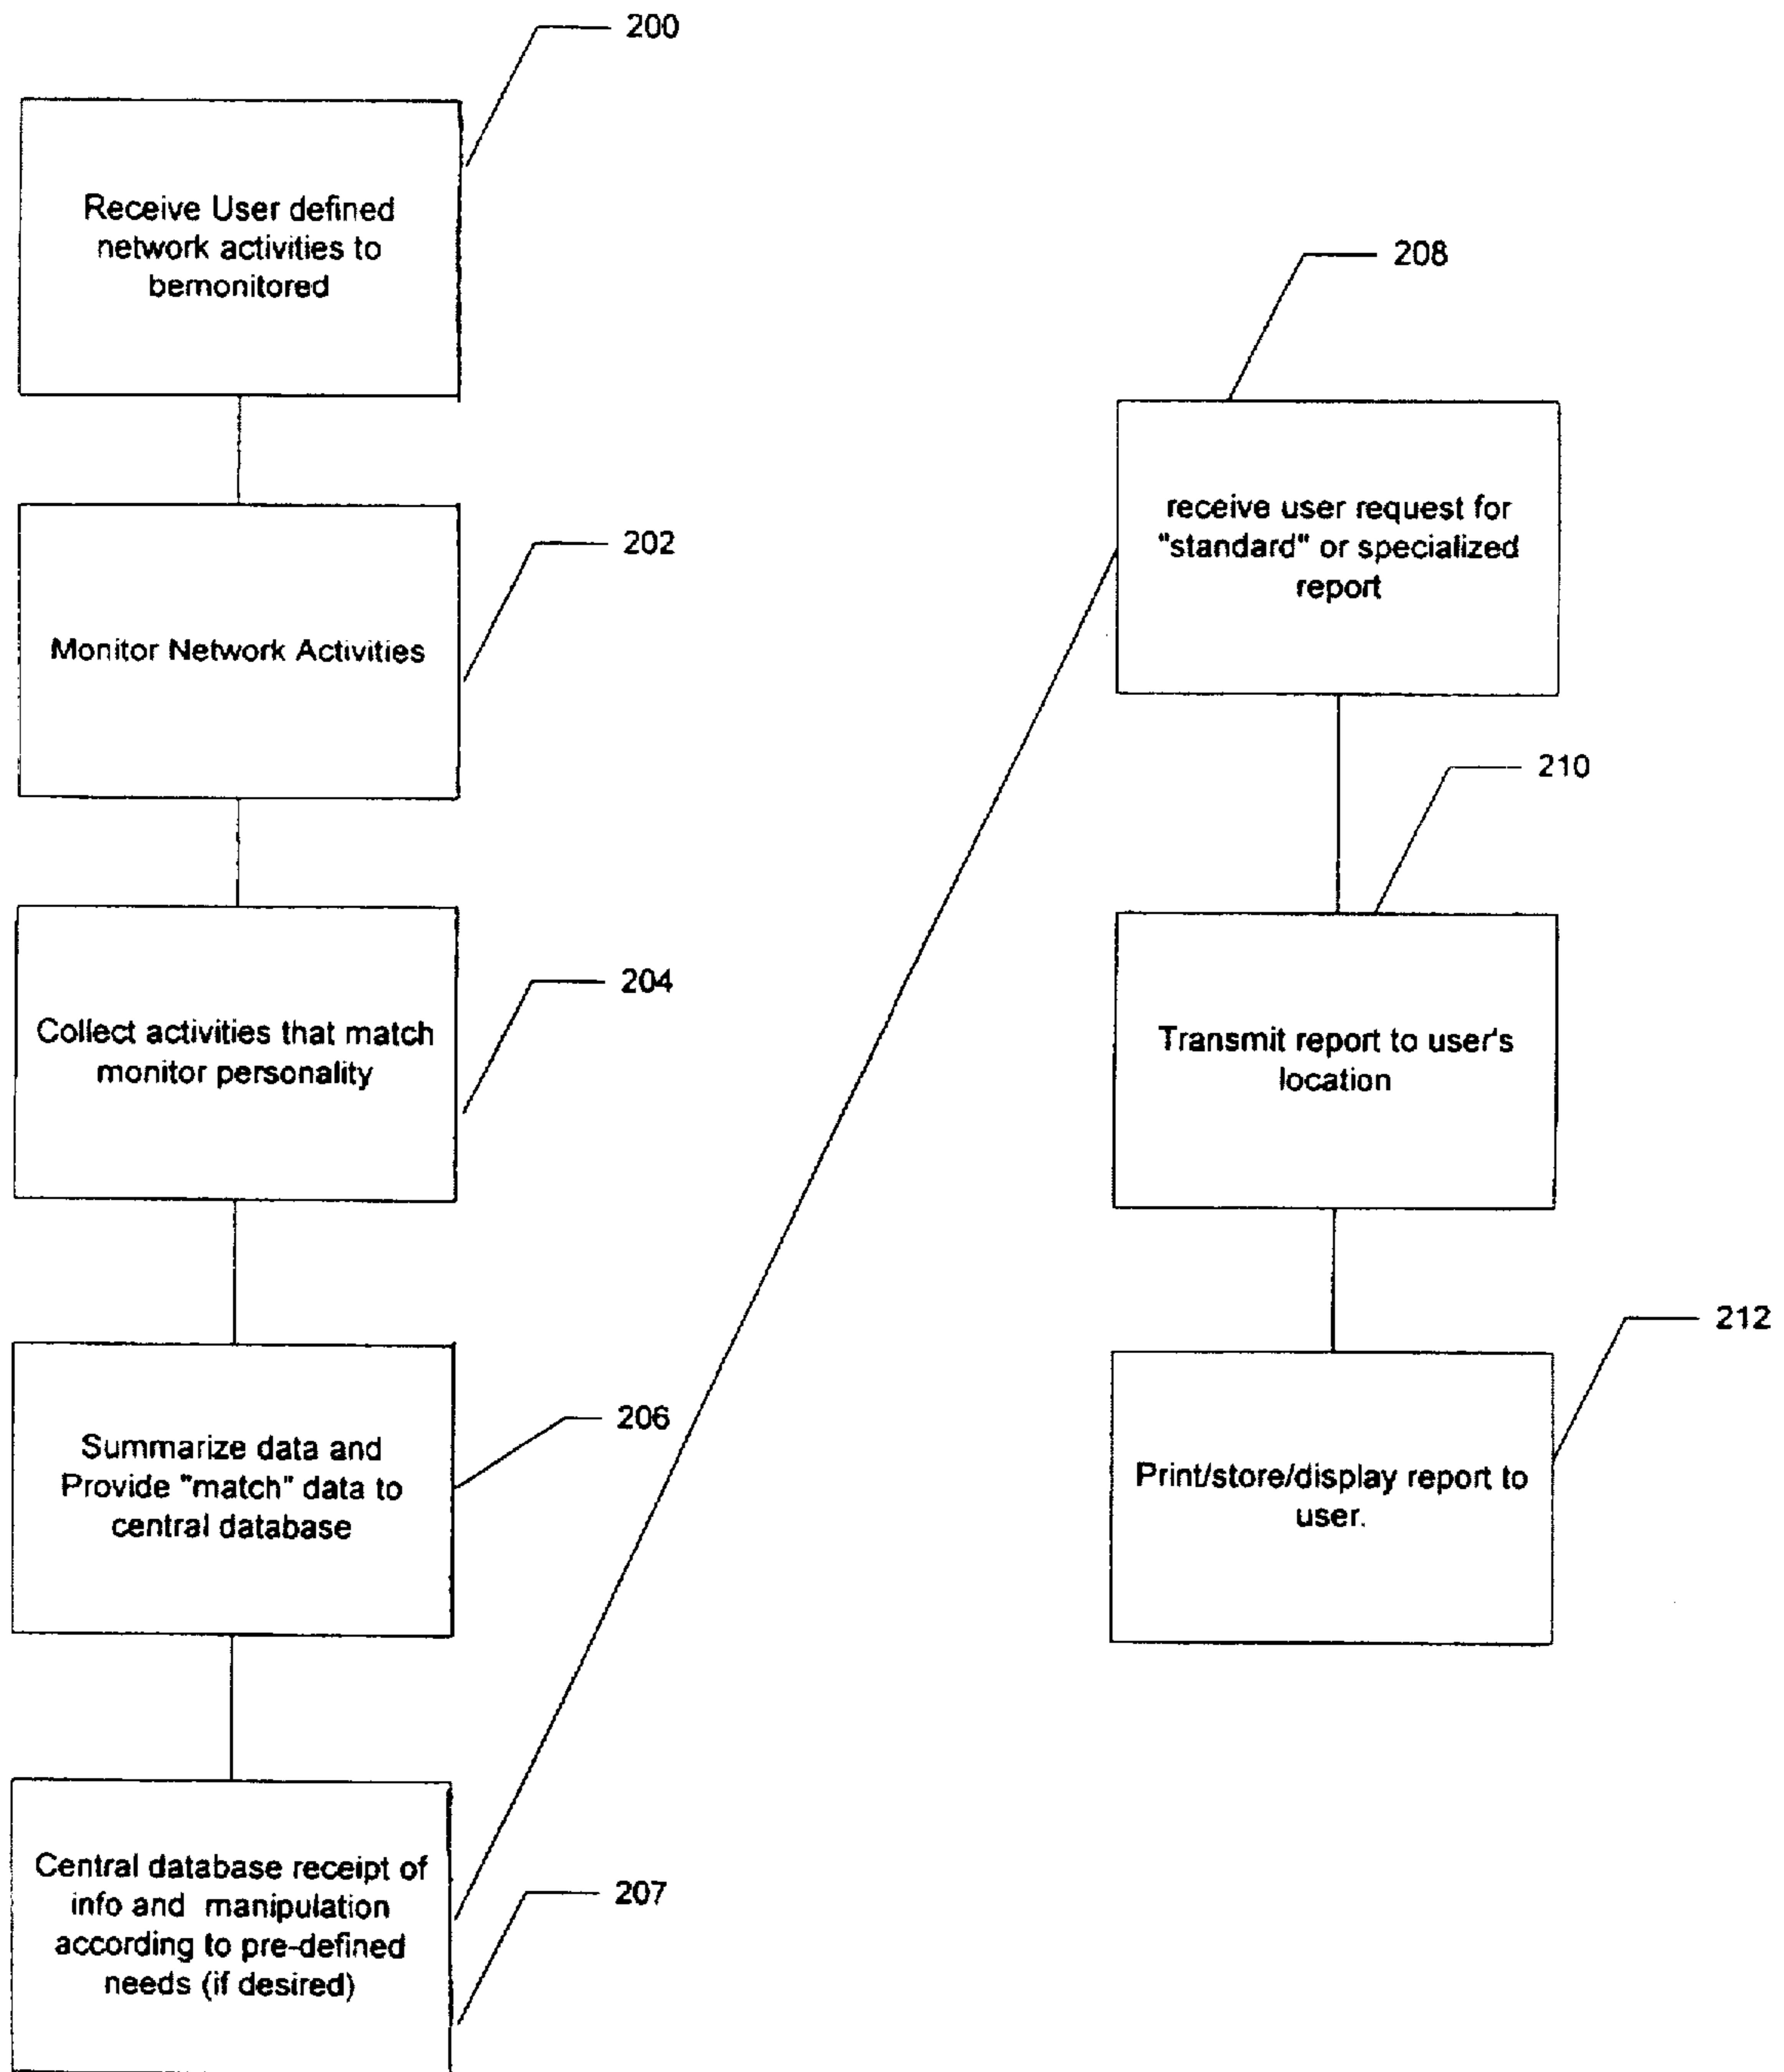 200
Receive User defined
network activities to
bemonitored
202
Monitor Network Activities
204
Collect activities that match
monitor personality
206
Summarize data and
Provide "match" data to
central database
207
Central database receipt of
info and manipulation
according to pre-defined
needs (if desired)
208
receive user request for
"standard" or specialized
report
210
Transmit report to user's
location
212
Print/store/display report to
user.